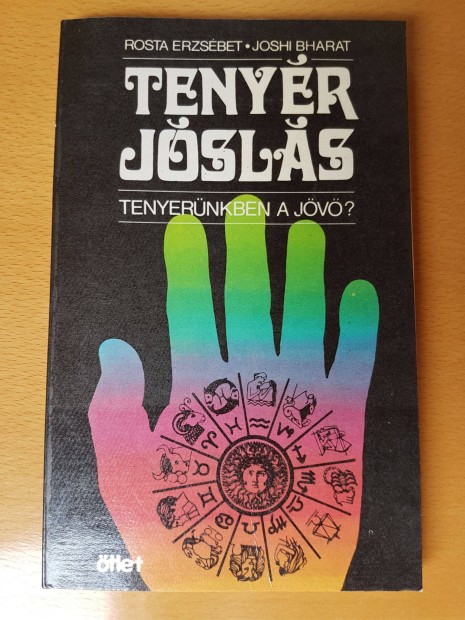 ROSTA ERZSÉBET • JOSHI BHARAT
TENYÉR
JÓSLÁS
TENYERÜNKBEN A JÖVŐ?
ötlet